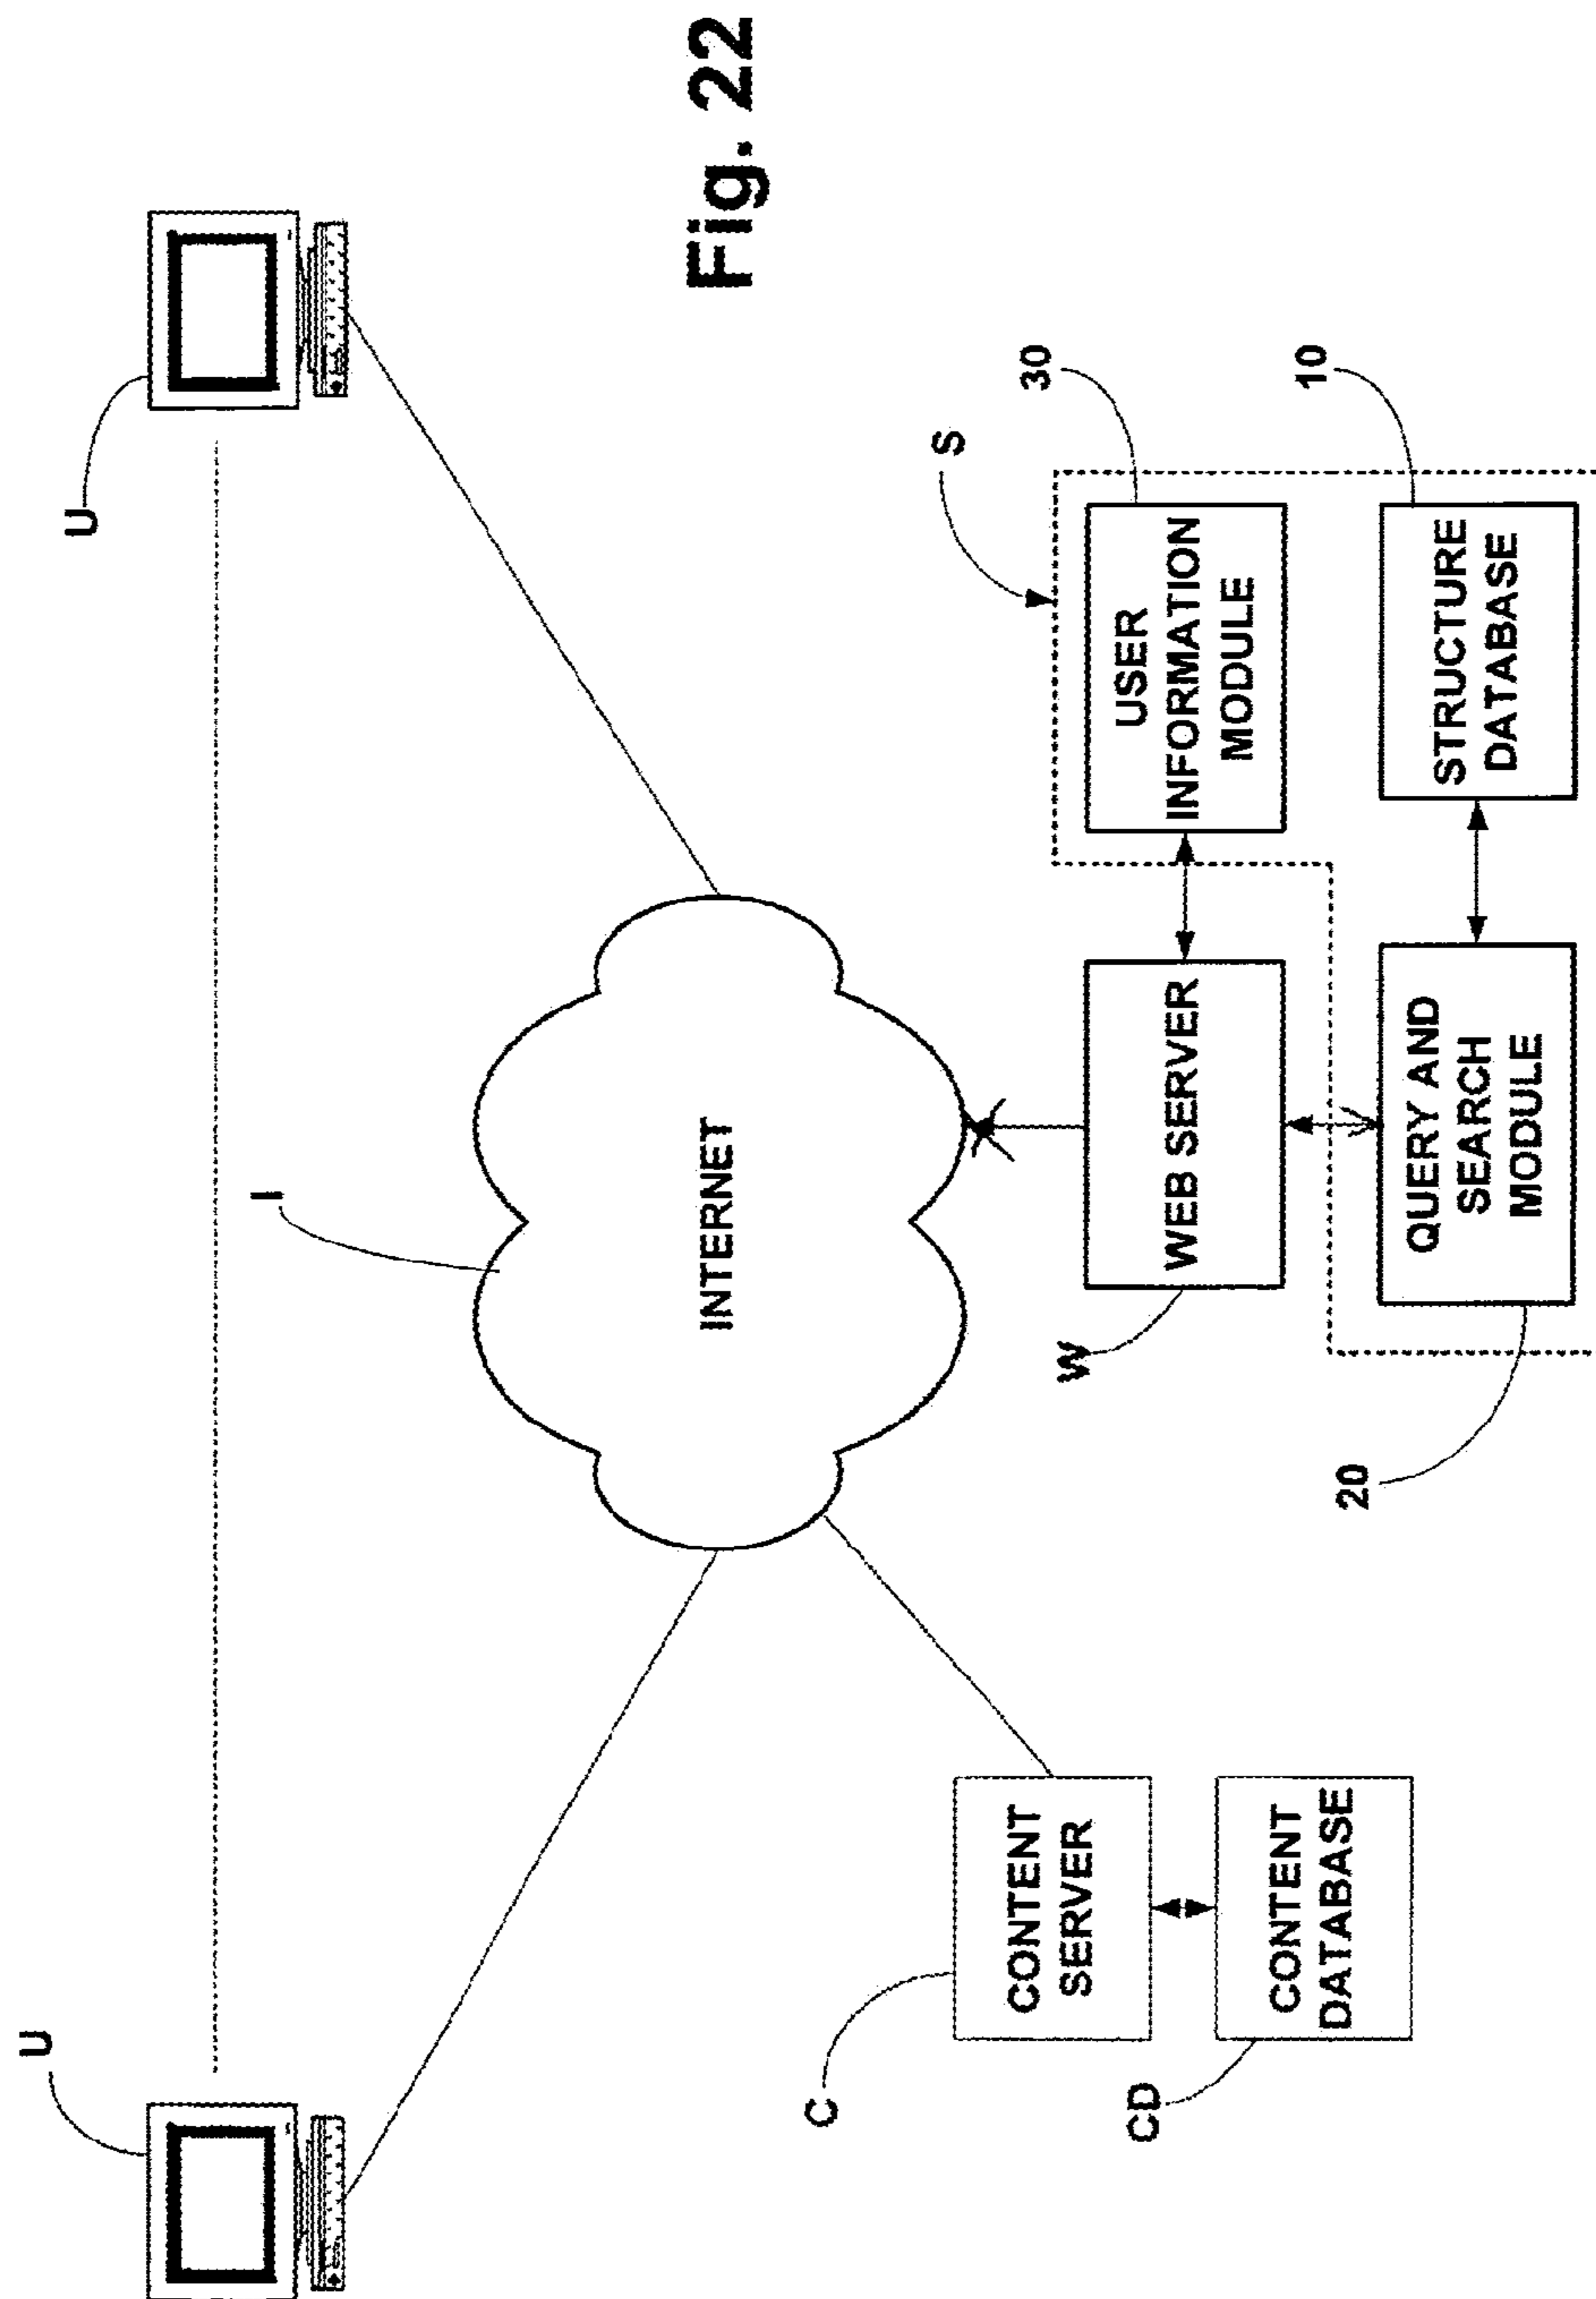 U
U
Fig. 22
I
INTERNET
S
30
C
CONTENT
SERVER
W
WEB SERVER
USER
INFORMATION
MODULE
10
CD
CONTENT
DATABASE
20
QUERY AND
SEARCH
MODULE
STRUCTURE
DATABASE